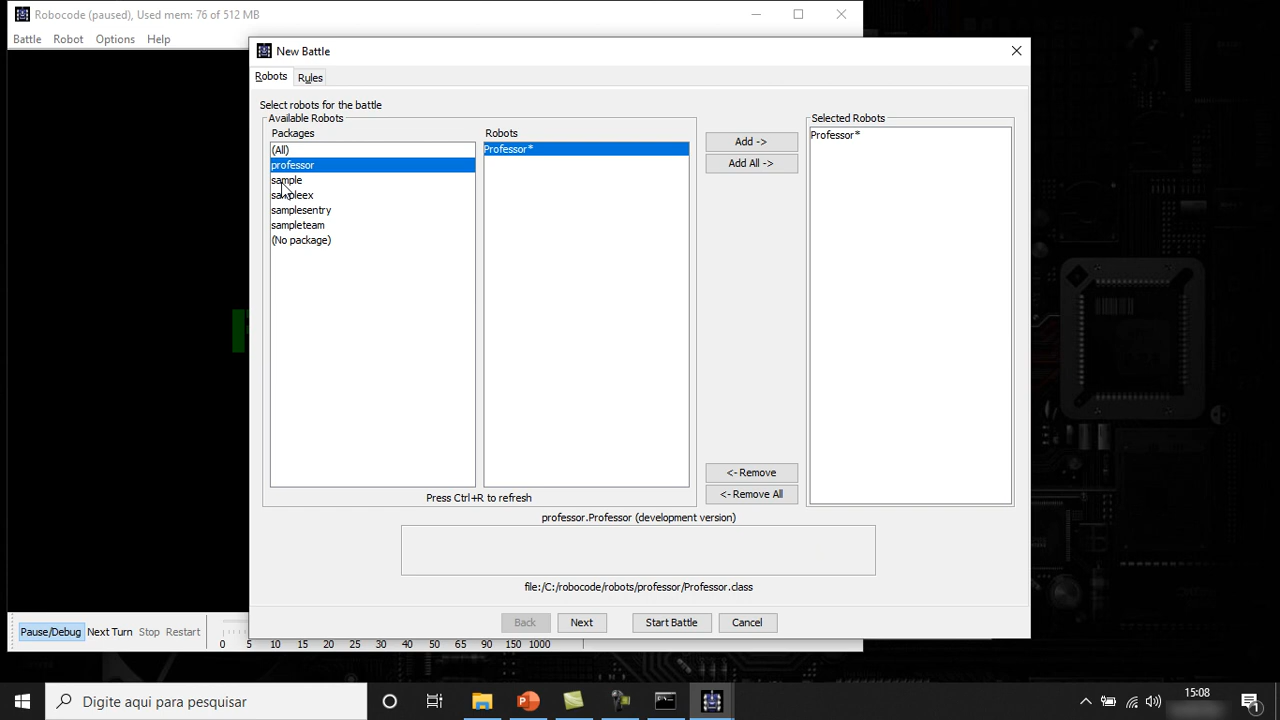 Robocode (paused), Used mem: 76 of 512 MB
Battle Robot Options Help
New Battle
Robots Rules
Select robots for the battle
Available Robots
Packages
(All)
professor
sample
sampleex
samplesentry
sampleteam
(No package)
Robots
Professor*
Add ->
Add All ->
<- Remove
<- Remove All
Selected Robots
Professor*
Press Ctrl+R to refresh
professor.Professor (development version)
file:/C:/robocode/robots/professor/Professor.class
Back Next Start Battle Cancel
Pause/Debug Next Turn Stop Restart
0 5 10 15 20 25 30 40 50 65 90 150 1000
Digite aqui para pesquisar
15:08
1